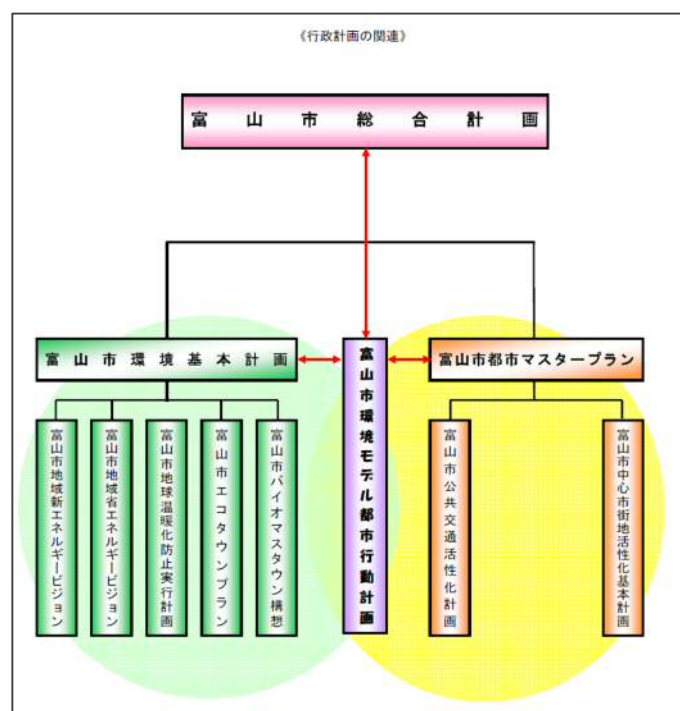 《行政計画の関連》
富山市総合計画
富山市環境基本計画
富山市都市マスタープラン
富山市環境モデル都市行動計画
富山市地域新エネルギービジョン
富山市地域省エネルギービジョン
富山市地球温暖化防止実行計画
富山市エコタウンプラン
富山市バイオマスタウン構想
富山市公共交通活性化計画
富山市中心市街地活性化基本計画